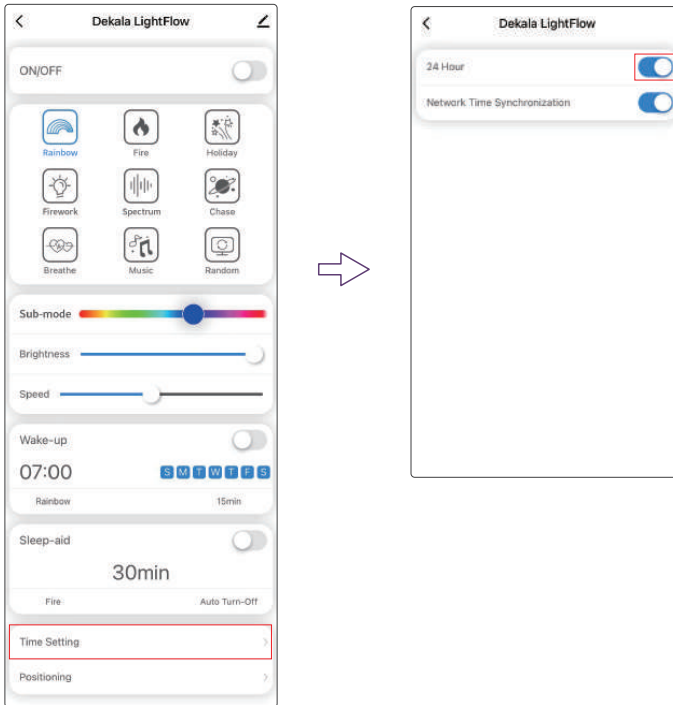 Dekala LightFlow
ON/OFF
Rainbow Fire Holiday
Firework Spectrum Chase
Breathe Music Random
Sub-mode
Brightness
Speed
Wake-up
07:00 S M T W T F S
Rainbow 15min
Sleep-aid
30min
Fire Auto Turn-Off
Time Setting
Positioning
Dekala LightFlow
24 Hour
Network Time Synchronization